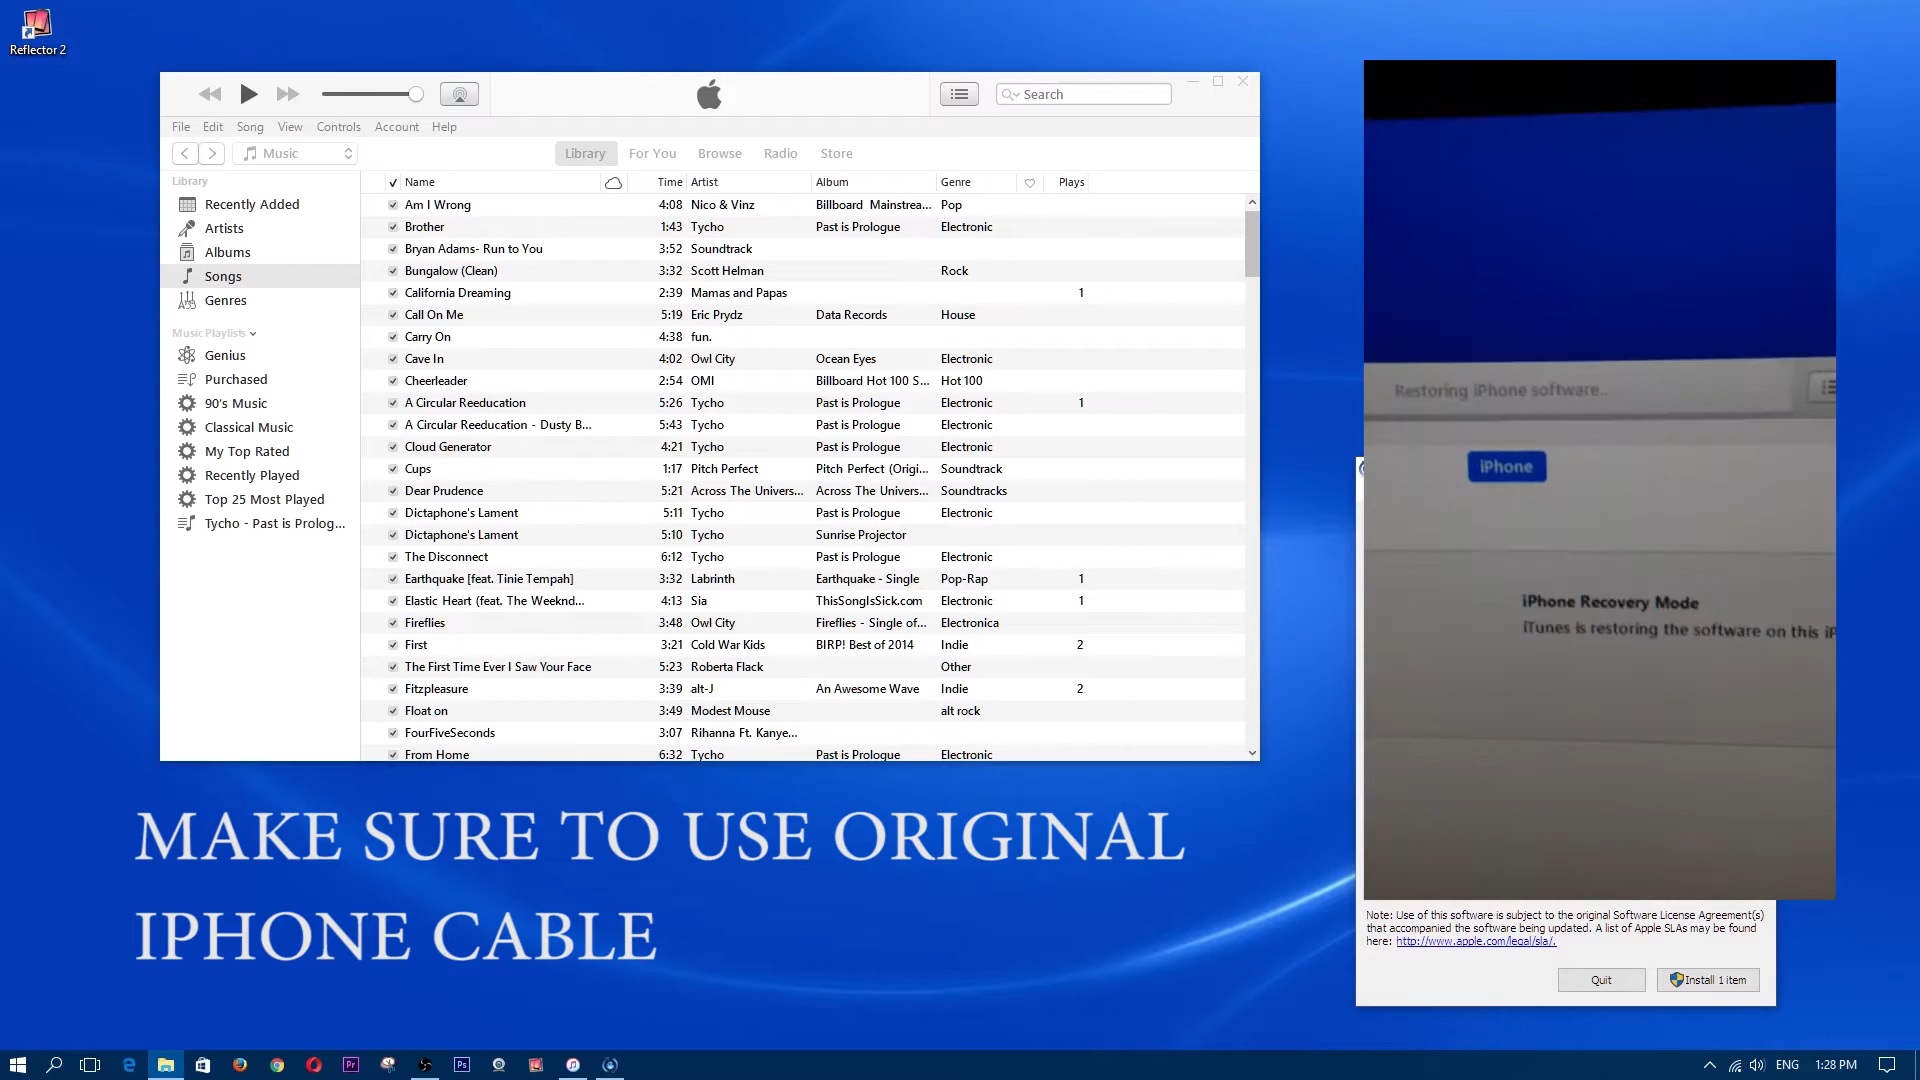 Reflector 2
Search
File Edit Song View Controls Account Help
Music
Library For You Browse Radio Store
Library
Recently Added
Artists
Albums
Songs
Genres
Music Playlists
Genius
Purchased
90's Music
Classical Music
My Top Rated
Recently Played
Top 25 Most Played
Tycho - Past is Prolog...
Name Time Artist Album Genre Plays
Am I Wrong 4:08 Nico & Vinz Billboard Mainstrea... Pop
Brother 1:43 Tycho Past is Prologue Electronic
Bryan Adams- Run to You 3:52 Soundtrack
Bungalow (Clean) 3:32 Scott Helman Rock
California Dreaming 2:39 Mamas and Papas 1
Call On Me 5:19 Eric Prydz Data Records House
Carry On 4:38 fun.
Cave In 4:02 Owl City Ocean Eyes Electronic
Cheerleader 2:54 OMI Billboard Hot 100 S... Hot 100
A Circular Reeducation 5:26 Tycho Past is Prologue Electronic 1
A Circular Reeducation - Dusty B... 5:43 Tycho Past is Prologue Electronic
Cloud Generator 4:21 Tycho Past is Prologue Electronic
Cups 1:17 Pitch Perfect Pitch Perfect (Origi... Soundtrack
Dear Prudence 5:21 Across The Univers... Across The Univers... Soundtracks
Dictaphone's Lament 5:11 Tycho Past is Prologue Electronic
Dictaphone's Lament 5:10 Tycho Sunrise Projector
The Disconnect 6:12 Tycho Past is Prologue Electronic
Earthquake [feat. Tinie Tempah] 3:32 Labrinth Earthquake - Single Pop-Rap 1
Elastic Heart (feat. The Weeknd... 4:13 Sia ThisSongIsSick.com Electronic 1
Fireflies 3:48 Owl City Fireflies - Single of... Electronica
First 3:21 Cold War Kids BIRP! Best of 2014 Indie 2
The First Time Ever I Saw Your Face 5:23 Roberta Flack Other
Fitzpleasure 3:39 alt-J An Awesome Wave Indie 2
Float on 3:49 Modest Mouse alt rock
FourFiveSeconds 3:07 Rihanna Ft. Kanye...
From Home 6:32 Tycho Past is Prologue Electronic
Restoring iPhone software..
iPhone
iPhone Recovery Mode
iTunes is restoring the software on this iP
MAKE SURE TO USE ORIGINAL
IPHONE CABLE
Note: Use of this software is subject to the original Software License Agreement(s)
that accompanied the software being updated. A list of Apple SLAs may be found
here: http://www.apple.com/legal/sla/.
Quit Install 1 item
Pr Ps ENG 1:28 PM